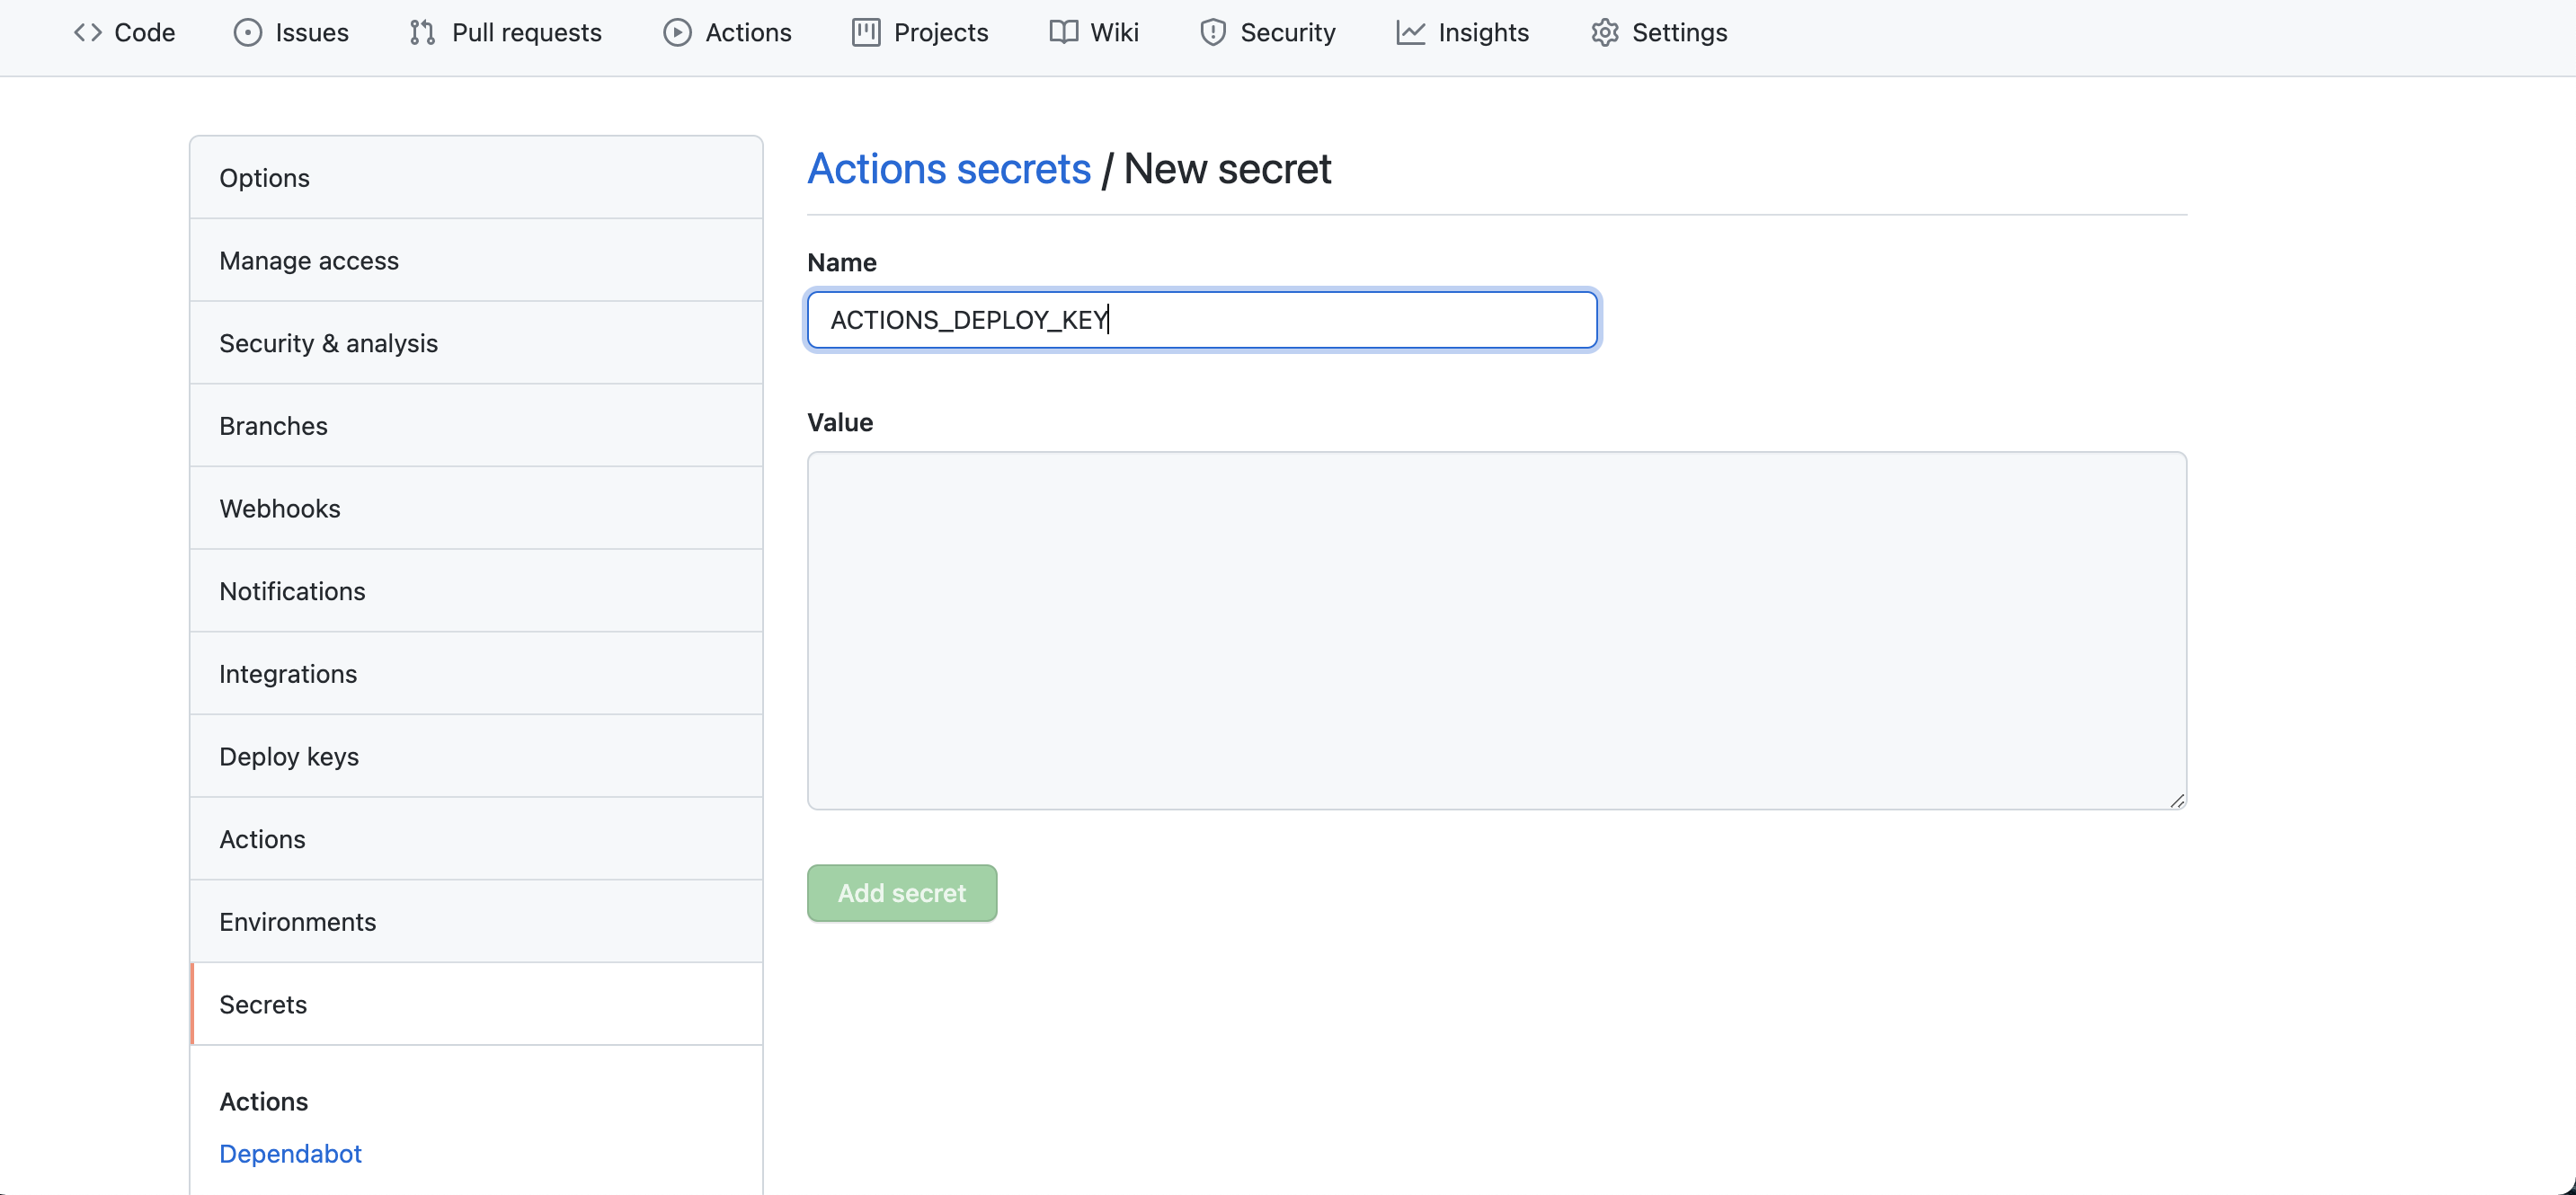 Code Issues Pull requests Actions Projects Wiki Security Insights Settings
Options
Manage access
Security & analysis
Branches
Webhooks
Notifications
Integrations
Deploy keys
Actions
Environments
Secrets
Actions
Dependabot
Actions secrets / New secret
Name
ACTIONS_DEPLOY_KEY
Value
Add secret